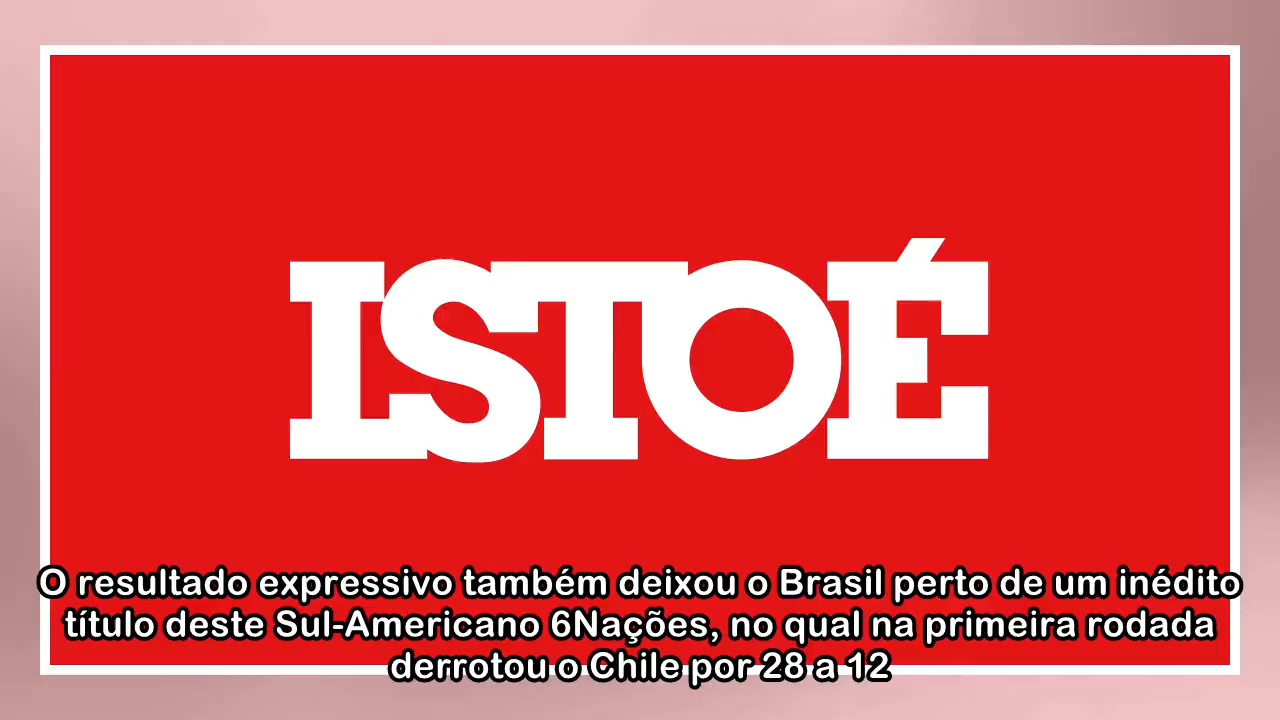 ISTOÉ
O resultado expressivo também deixou o Brasil perto de um inédito
título deste Sul-Americano 6Nações, no qual na primeira rodada
derrotou o Chile por 28 a 12